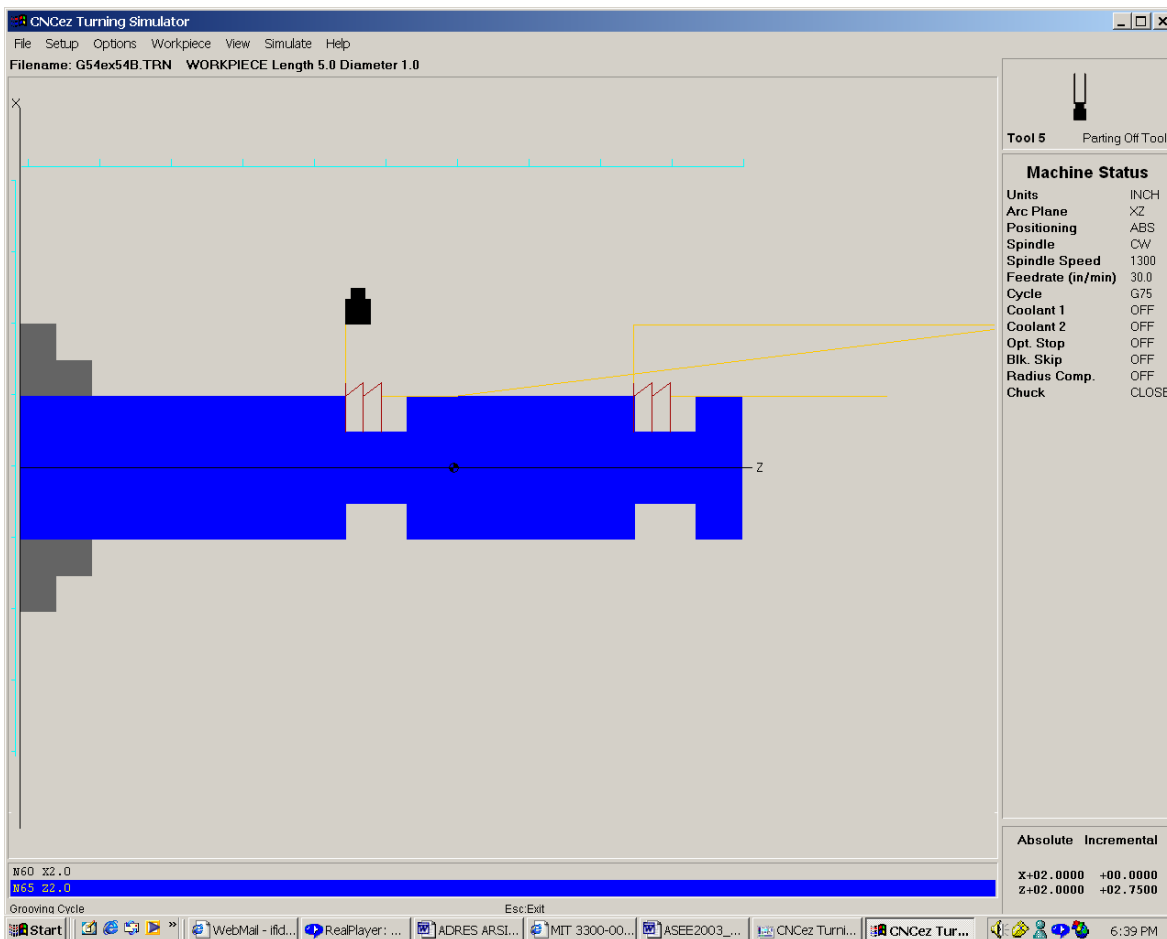 CNCez Turning Simulator
File Setup Options Workpiece View Simulate Help
Filename: G54ex54B.TRN WORKPIECE Length 5.0 Diameter 1.0
X
Z
Tool 5 Parting Off Tool
Machine Status
Units INCH
Arc Plane XZ
Positioning ABS
Spindle CW
Spindle Speed 1300
Feedrate (in/min) 30.0
Cycle G75
Coolant 1 OFF
Coolant 2 OFF
Opt. Stop OFF
Blk. Skip OFF
Radius Comp. OFF
Chuck CLOSE
Absolute Incremental
X+02.0000 +00.0000
Z+02.0000 +02.7500
N60 X2.0
N65 Z2.0
Grooving Cycle Esc:Exit
Start » WebMail - ifid... RealPlayer: ... ADRES ARSI... MIT 3300-00... ASEE2003_... CNCez Turni... CNCez Tur... 6:39 PM